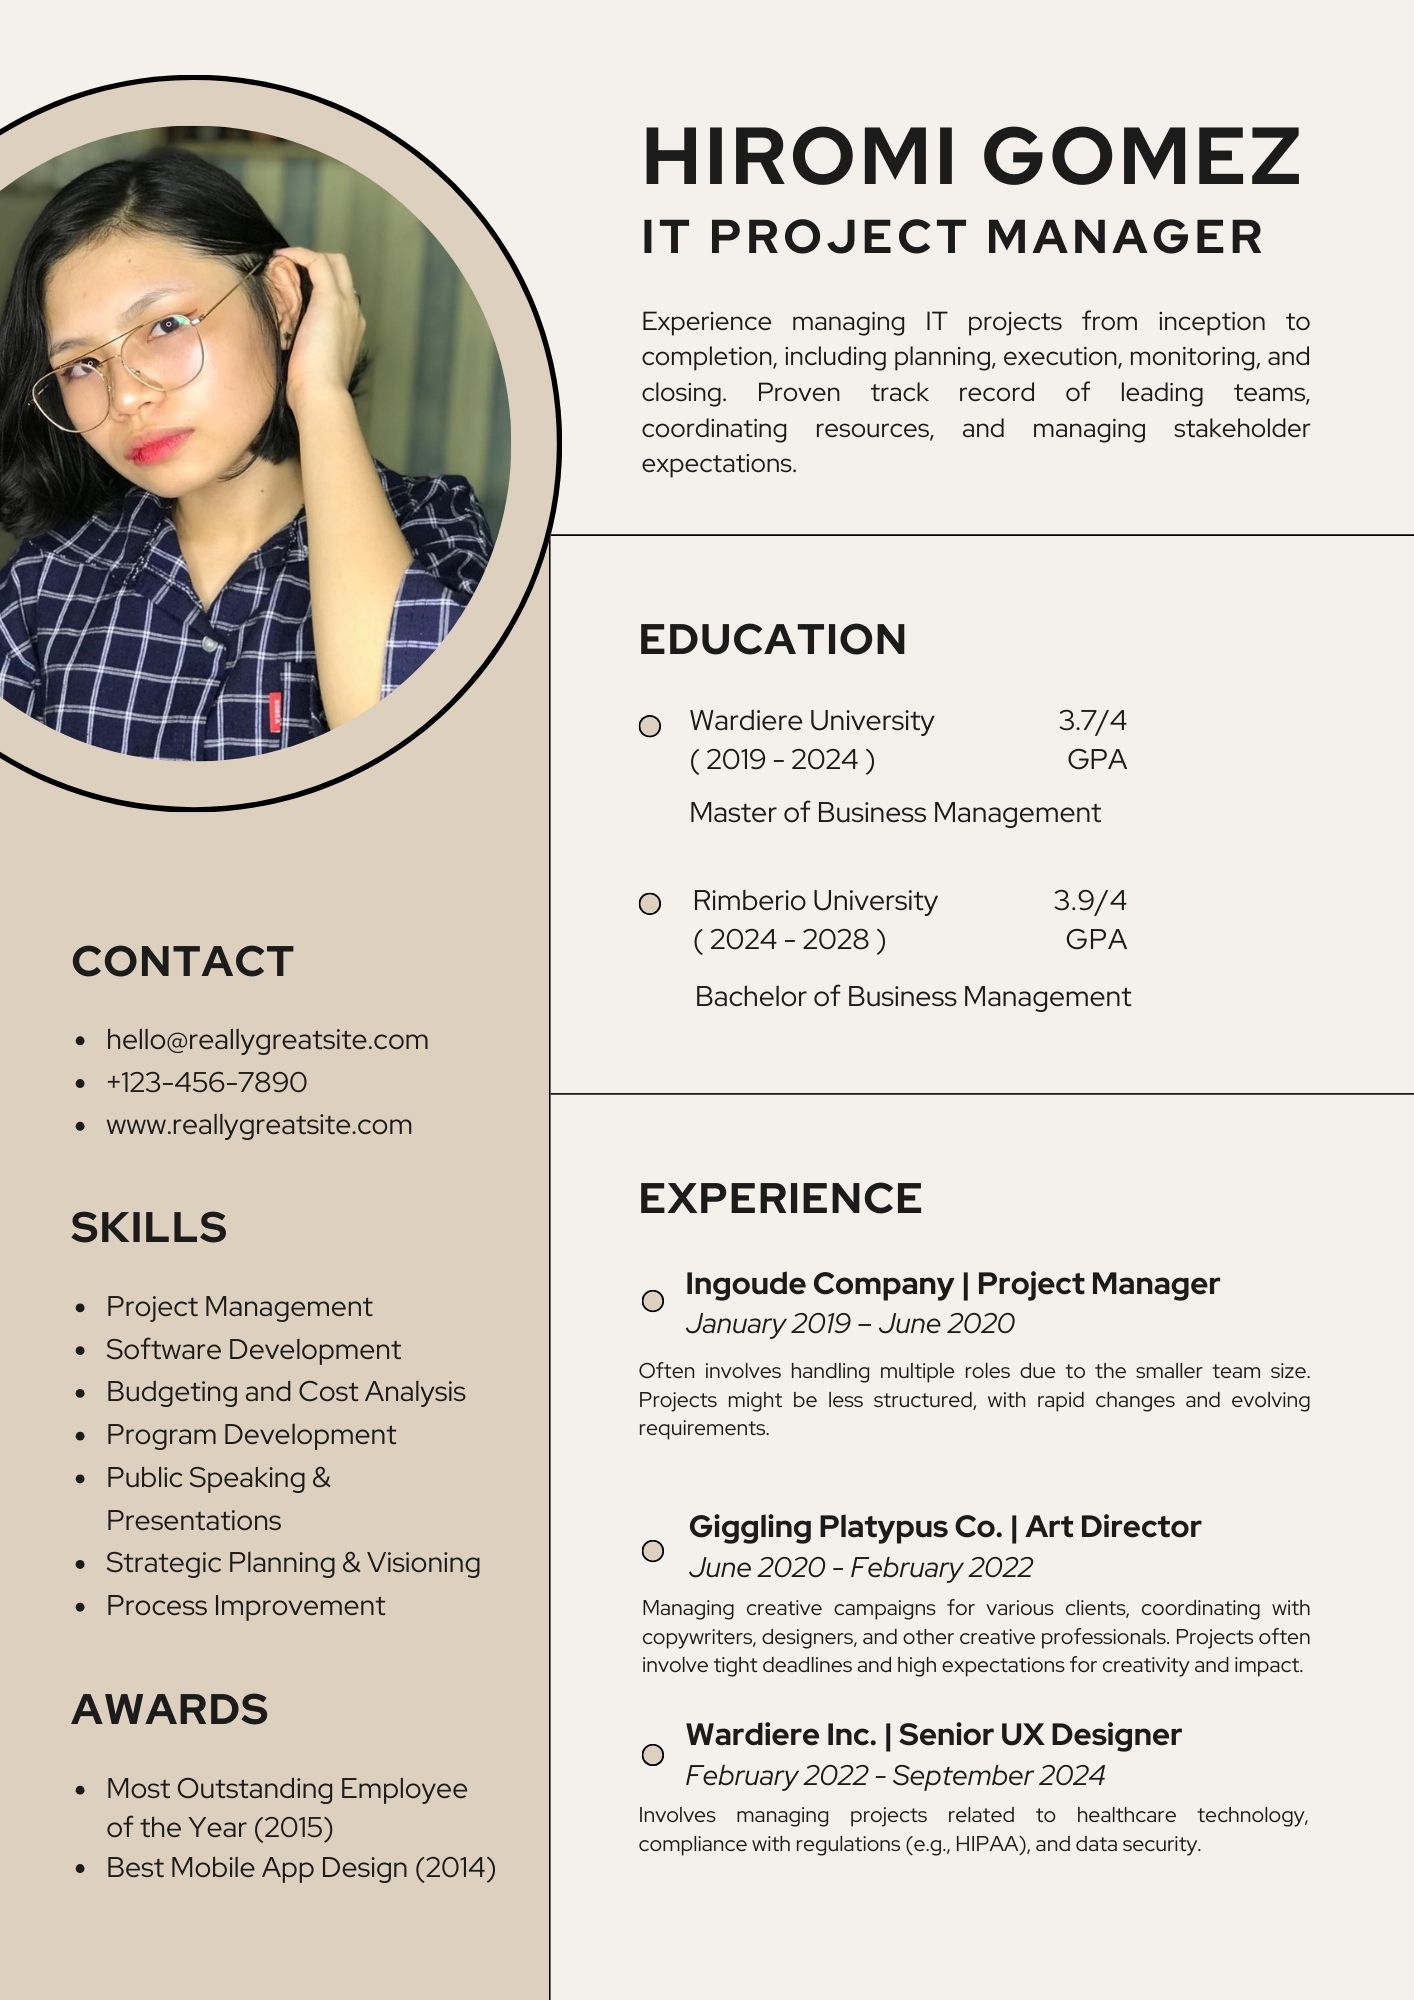 HIROMI GOMEZ
IT PROJECT MANAGER
Experience managing IT projects from inception to
completion, including planning, execution, monitoring, and
closing. Proven track record of leading teams,
coordinating resources, and managing stakeholder
expectations.
EDUCATION
Wardiere University 3.7/4
( 2019 - 2024 ) GPA
Master of Business Management
Rimberio University 3.9/4
( 2024 - 2028 ) GPA
Bachelor of Business Management
CONTACT
• hello@reallygreatsite.com
• +123-456-7890
• www.reallygreatsite.com
SKILLS
• Project Management
• Software Development
• Budgeting and Cost Analysis
• Program Development
• Public Speaking &
Presentations
• Strategic Planning & Visioning
• Process Improvement
AWARDS
• Most Outstanding Employee
of the Year (2015)
• Best Mobile App Design (2014)
EXPERIENCE
Ingoude Company | Project Manager
January 2019 – June 2020
Often involves handling multiple roles due to the smaller team size.
Projects might be less structured, with rapid changes and evolving
requirements.
Giggling Platypus Co. | Art Director
June 2020 - February 2022
Managing creative campaigns for various clients, coordinating with
copywriters, designers, and other creative professionals. Projects often
involve tight deadlines and high expectations for creativity and impact.
Wardiere Inc. | Senior UX Designer
February 2022 - September 2024
Involves managing projects related to healthcare technology,
compliance with regulations (e.g., HIPAA), and data security.